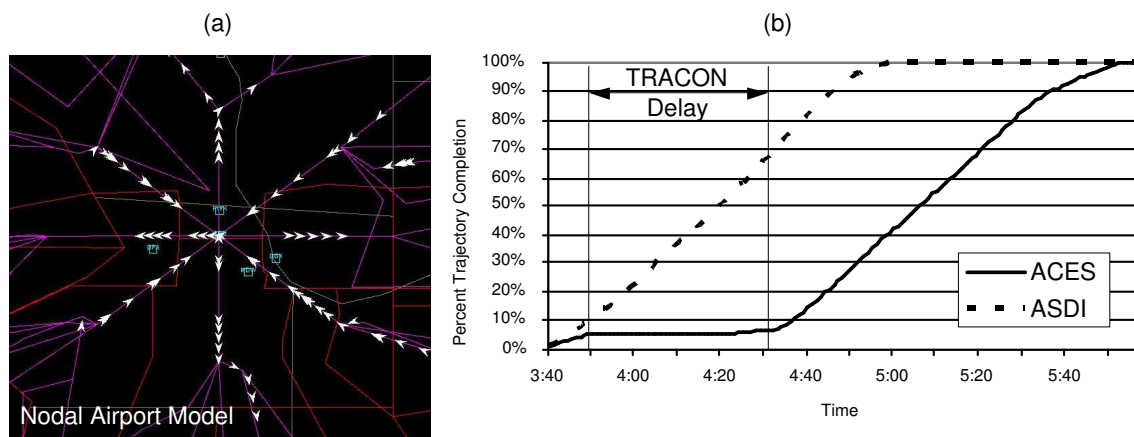 (a)
Nodal Airport Model
(b)
Percent Trajectory Completion
100%
90%
80%
70%
60%
50%
40%
30%
20%
10%
0%
TRACON
Delay
ACES
ASDI
3:40 4:00 4:20 4:40 5:00 5:20 5:40
Time